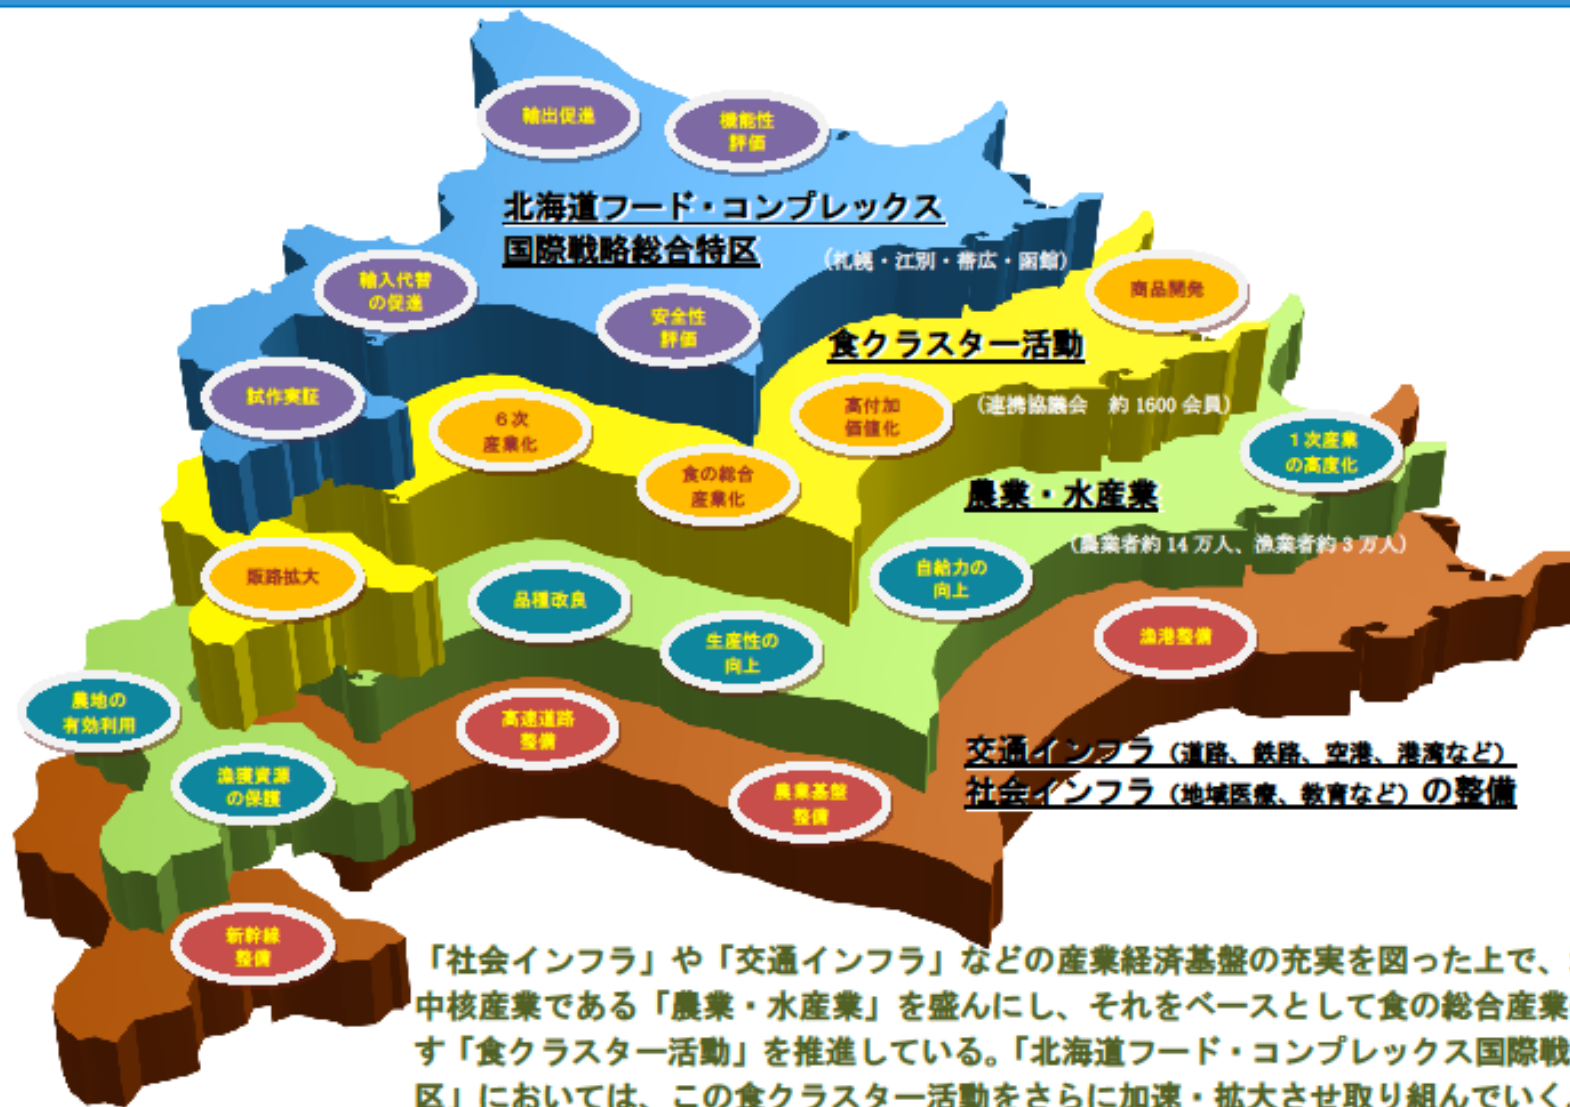 輸出促進
機能性
評価
北海道フード・コンプレックス
国際戦略総合特区
(札幌・江別・帯広・函館)
輸入代替
の促進
安全性
評価
商品開発
試作実証
食クラスター活動
(連携協議会 約1600会員)
6次
産業化
高付加
価値化
食の総合
産業化
1次産業
の高度化
農業・水産業
(農業者約14万人、漁業者約3万人)
販路拡大
品種改良
自給力の
向上
生産性の
向上
漁港整備
農地の
有効利用
高速道路
整備
漁獲資源
の保護
農業基盤
整備
交通インフラ(道路、鉄路、空港、港湾など)
社会インフラ(地域医療、教育など)の整備
新幹線
整備
「社会インフラ」や「交通インフラ」などの産業経済基盤の充実を図った上で、
中核産業である「農業・水産業」を盛んにし、それをベースとして食の総合産業
す「食クラスター活動」を推進している。「北海道フード・コンプレックス国際戦
区」においては、この食クラスター活動をさらに加速・拡大させ取り組んでいく